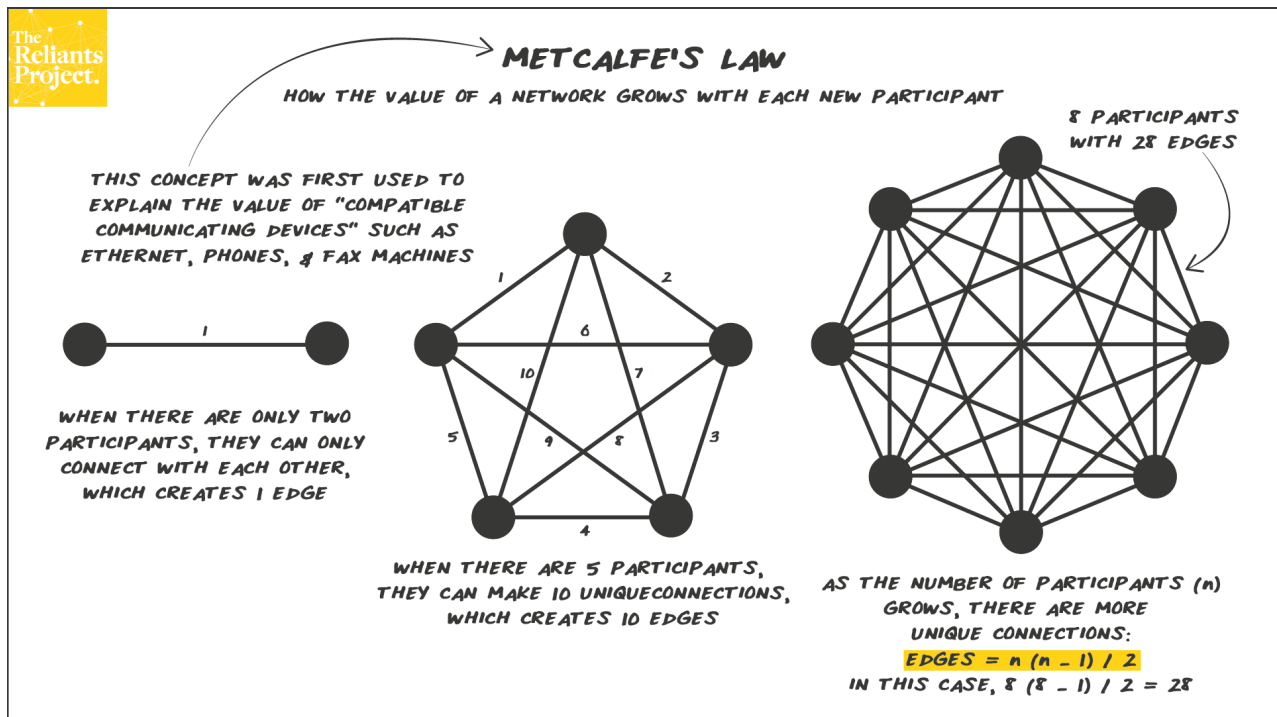 The
Reliants
Project.
METCALFE'S LAW
HOW THE VALUE OF A NETWORK GROWS WITH EACH NEW PARTICIPANT
THIS CONCEPT WAS FIRST USED TO
EXPLAIN THE VALUE OF "COMPATIBLE
COMMUNICATING DEVICES" SUCH AS
ETHERNET, PHONES, & FAX MACHINES
1
WHEN THERE ARE ONLY TWO
PARTICIPANTS, THEY CAN ONLY
CONNECT WITH EACH OTHER,
WHICH CREATES 1 EDGE
1
2
6
10
7
5
9
8
3
4
WHEN THERE ARE 5 PARTICIPANTS,
THEY CAN MAKE 10 UNIQUECONNECTIONS,
WHICH CREATES 10 EDGES
8 PARTICIPANTS
WITH 28 EDGES
AS THE NUMBER OF PARTICIPANTS (n)
GROWS, THERE ARE MORE
UNIQUE CONNECTIONS:
EDGES = n (n - 1) / 2
IN THIS CASE, 8 (8 - 1) / 2 = 28